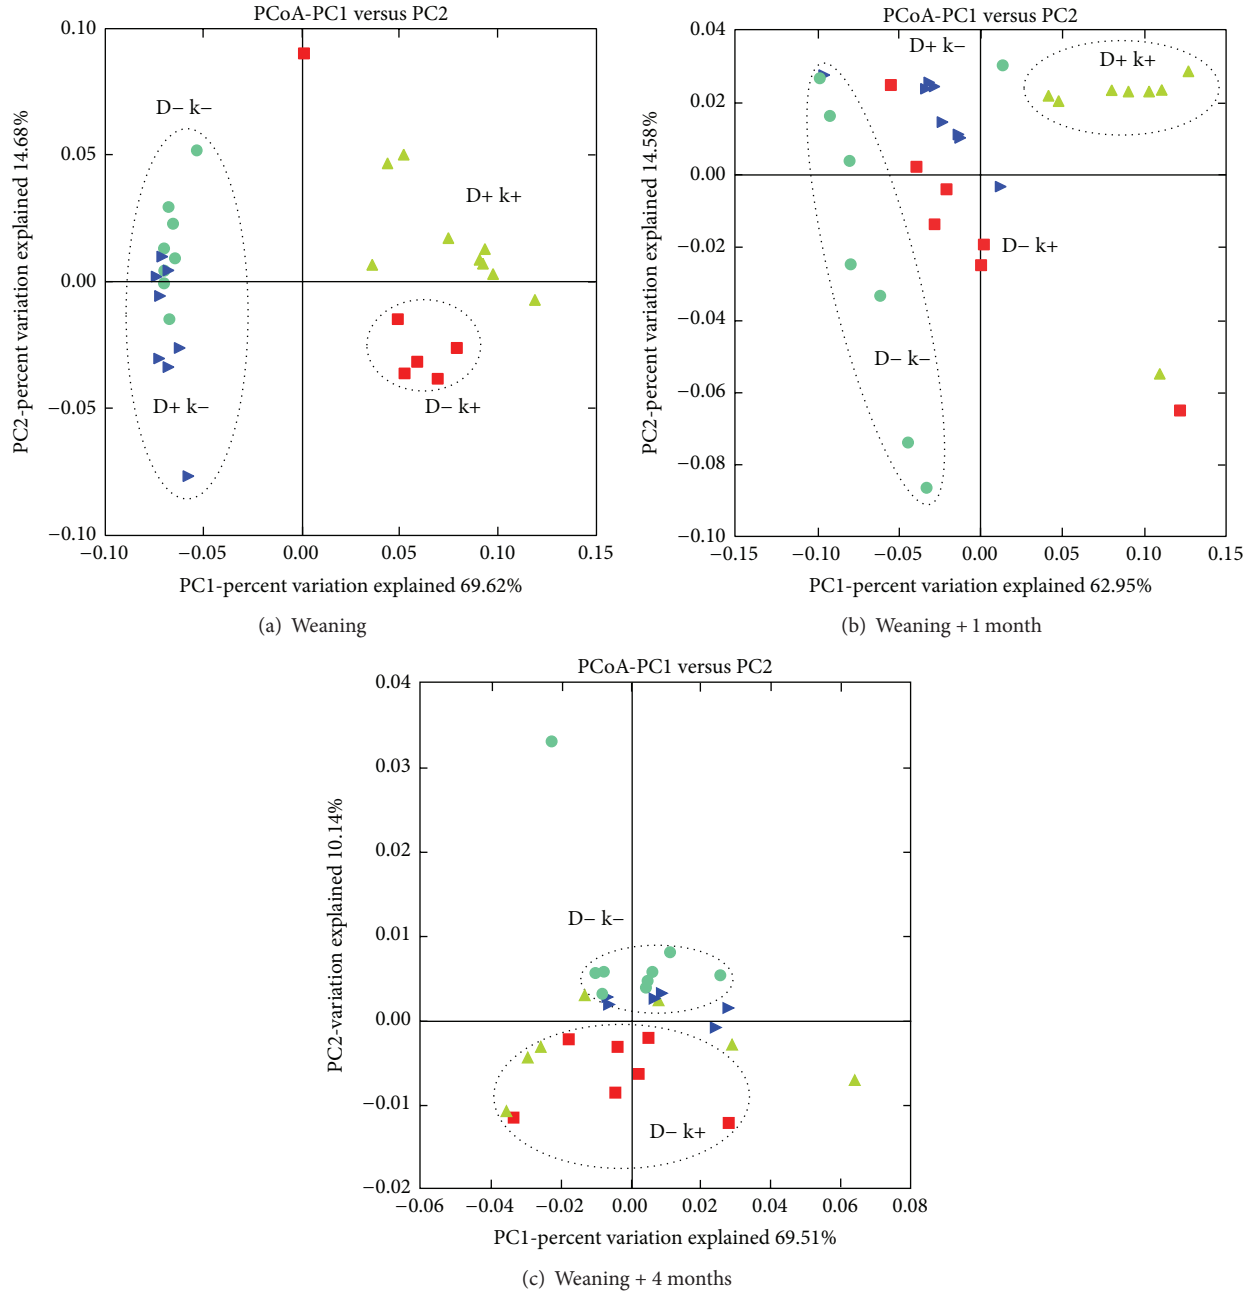 PCoA-PC1 versus PC2
PC2-percent variation explained 14.68%
0.10
0.05
0.00
−0.05
−0.10
D− k−
D+ k+
D+ k−
D− k+
−0.10 −0.05 0.00 0.05 0.10 0.15
PC1-percent variation explained 69.62%
(a) Weaning
PCoA-PC1 versus PC2
PC2-percent variation explained 14.58%
0.04
0.02
0.00
−0.02
−0.04
−0.06
−0.08
−0.10
D+ k−
D+ k+
D− k+
D− k−
−0.15 −0.10 −0.05 0.00 0.05 0.10 0.15
PC1-percent variation explained 62.95%
(b) Weaning + 1 month
PCoA-PC1 versus PC2
PC2-variation explained 10.14%
0.04
0.03
0.02
0.01
0.00
−0.01
−0.02
D− k−
D− k+
−0.06 −0.04 −0.02 0.00 0.02 0.04 0.06 0.08
PC1-percent variation explained 69.51%
(c) Weaning + 4 months